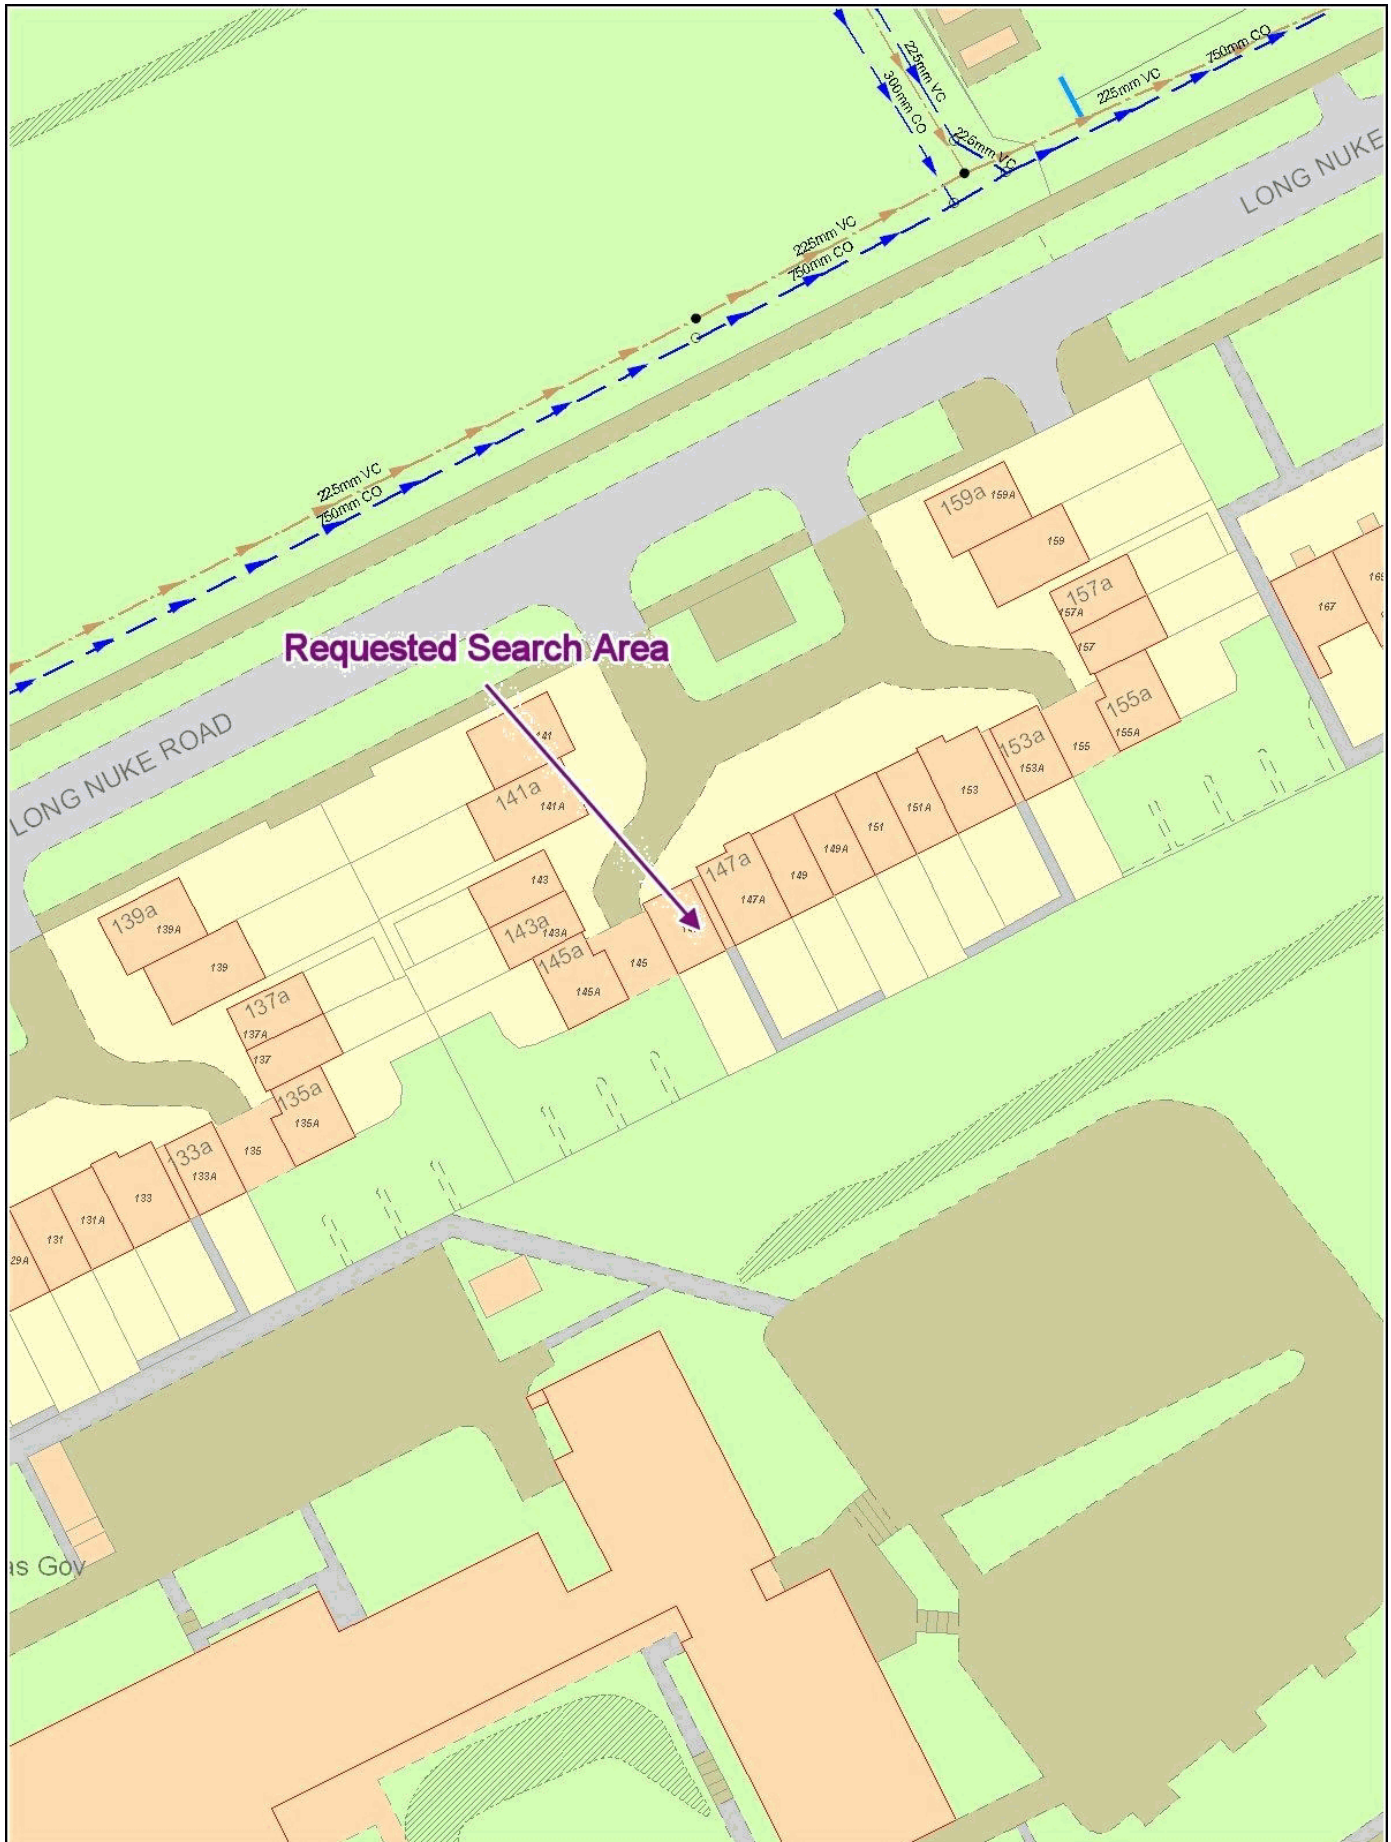 750mm CO
225mm VC
225mm VC
300mm CO
225mm VC
LONG NUKE
225mm VC
750mm CO
225mm VC
750mm CO
159a
159A
159
157a
157A
157
167
Requested Search Area
155a
155A
155
153a
153A
153
151A
151
149A
149
147a
147A
141
141a
141A
LONG NUKE ROAD
143
143a
143A
145a
145A
145
139a
139A
139
137a
137A
137
135a
135A
135
133a
133A
133
131A
131
29A
as Gov